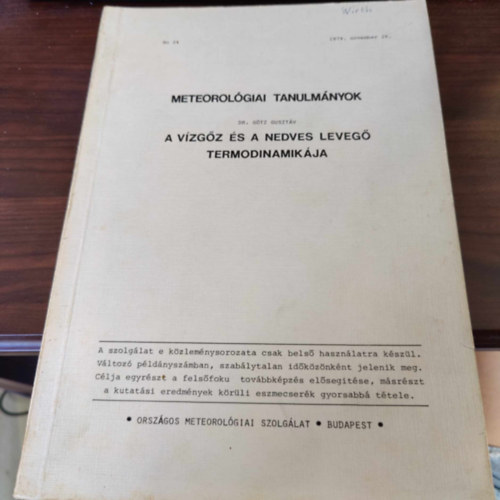 METEOROLÓGIAI TANULMÁNYOK
DR. GÖTZ GUSZTÁV
A VÍZGŐZ ÉS A NEDVES LEVEGŐ
TERMODINAMIKÁJA
A szolgálat e közleménysorozata csak belső használatra készül.
Változó példányszámban, szabálytalan időközönként jelenik meg.
Célja egyrészt a felsőfoku továbbképzés elősegitése, másrészt
a kutatási eredmények körüli eszmecserék gyorsabbá tétele.
• ORSZÁGOS METEOROLÓGIAI SZOLGÁLAT • BUDAPEST •